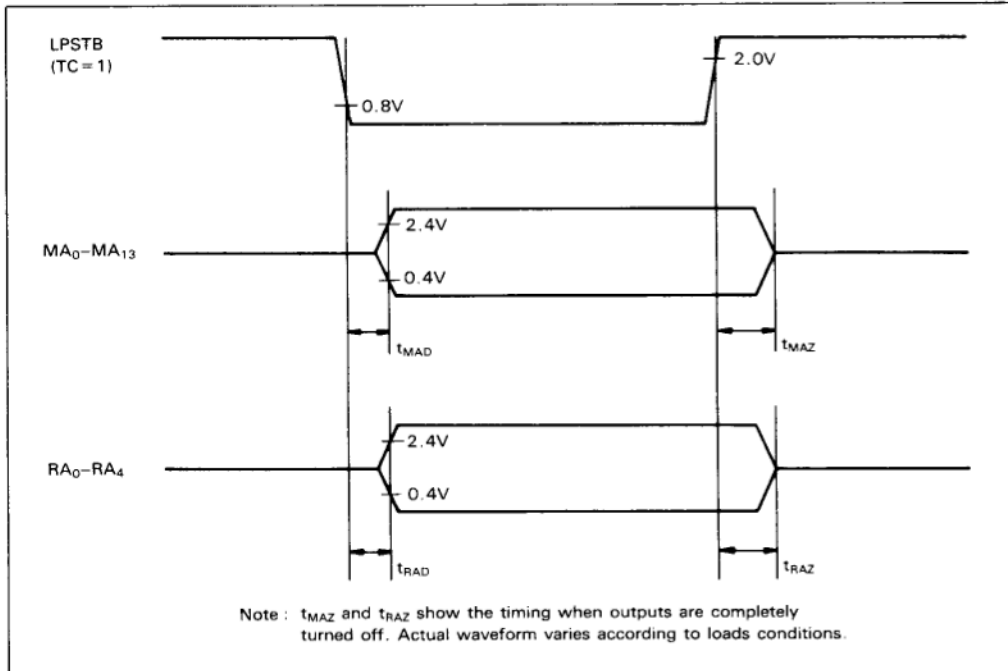 LPSTB
(TC=1)
0.8V
2.0V
MA₀–MA₁₃
2.4V
0.4V
tMAD
tMAZ
RA₀–RA₄
2.4V
0.4V
tRAD
tRAZ
Note : tMAZ and tRAZ show the timing when outputs are completely
turned off. Actual waveform varies according to loads conditions.